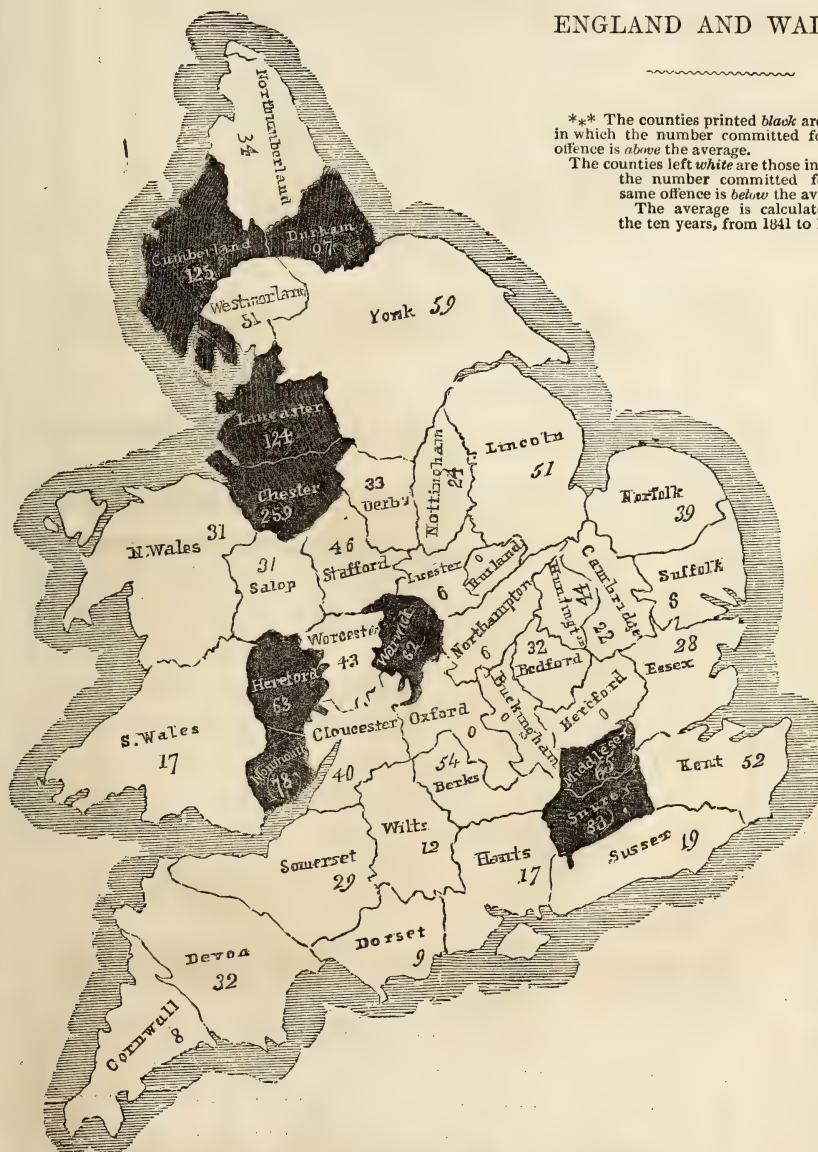 ENGLAND AND
*** The counties printed black are
in which the number committed
offence is above the average.
The counties left white are those in
the number committed
same offence is below the
The average is
the ten years, from 1841 to
Northumberland
34
Cumberland
Durham
125
97
Westmorland
51
York 59
Lancaster
124
Chester
259
33
Derby
Nottingham
24
Lincoln
51
Norfolk
39
N.Wales 31
31
Salop
46
Stafford
6
0
Rutland
Cambridge
22
Huntingdon
Suffolk
6
Hereford
63
Worcester
43
Warwick
62
Northampton
6
32
Bedford
28
Essex
S.Wales
17
Monmouth
Gloucester
40
Oxford
0
Buckingham
0
Hertford
0
54
Berks
Middlesex
Surrey
Kent 52
Wilts
12
Somerset
29
Hants
17
Sussex 19
Devon
32
Dorset
9
Cornwall
8